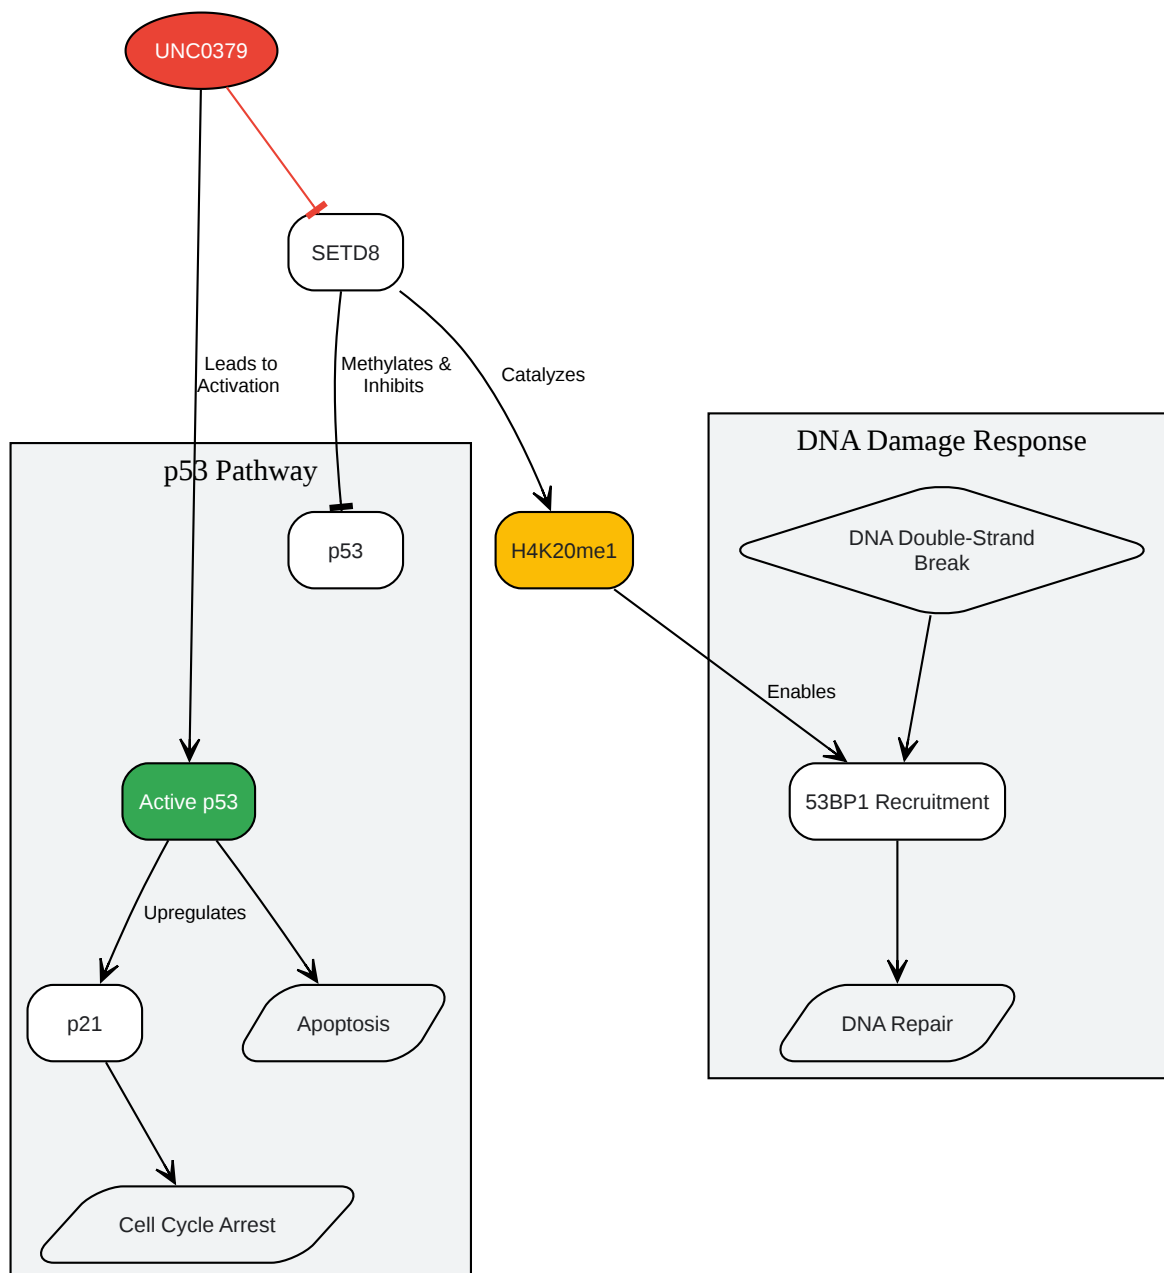 UNC0379
SETD8
Leads to
Activation
Methylates &
Inhibits
Catalyzes
p53 Pathway
DNA Damage Response
p53
H4K20me1
DNA Double-Strand
Break
Enables
Active p53
53BP1 Recruitment
Upregulates
p21
Apoptosis
DNA Repair
Cell Cycle Arrest